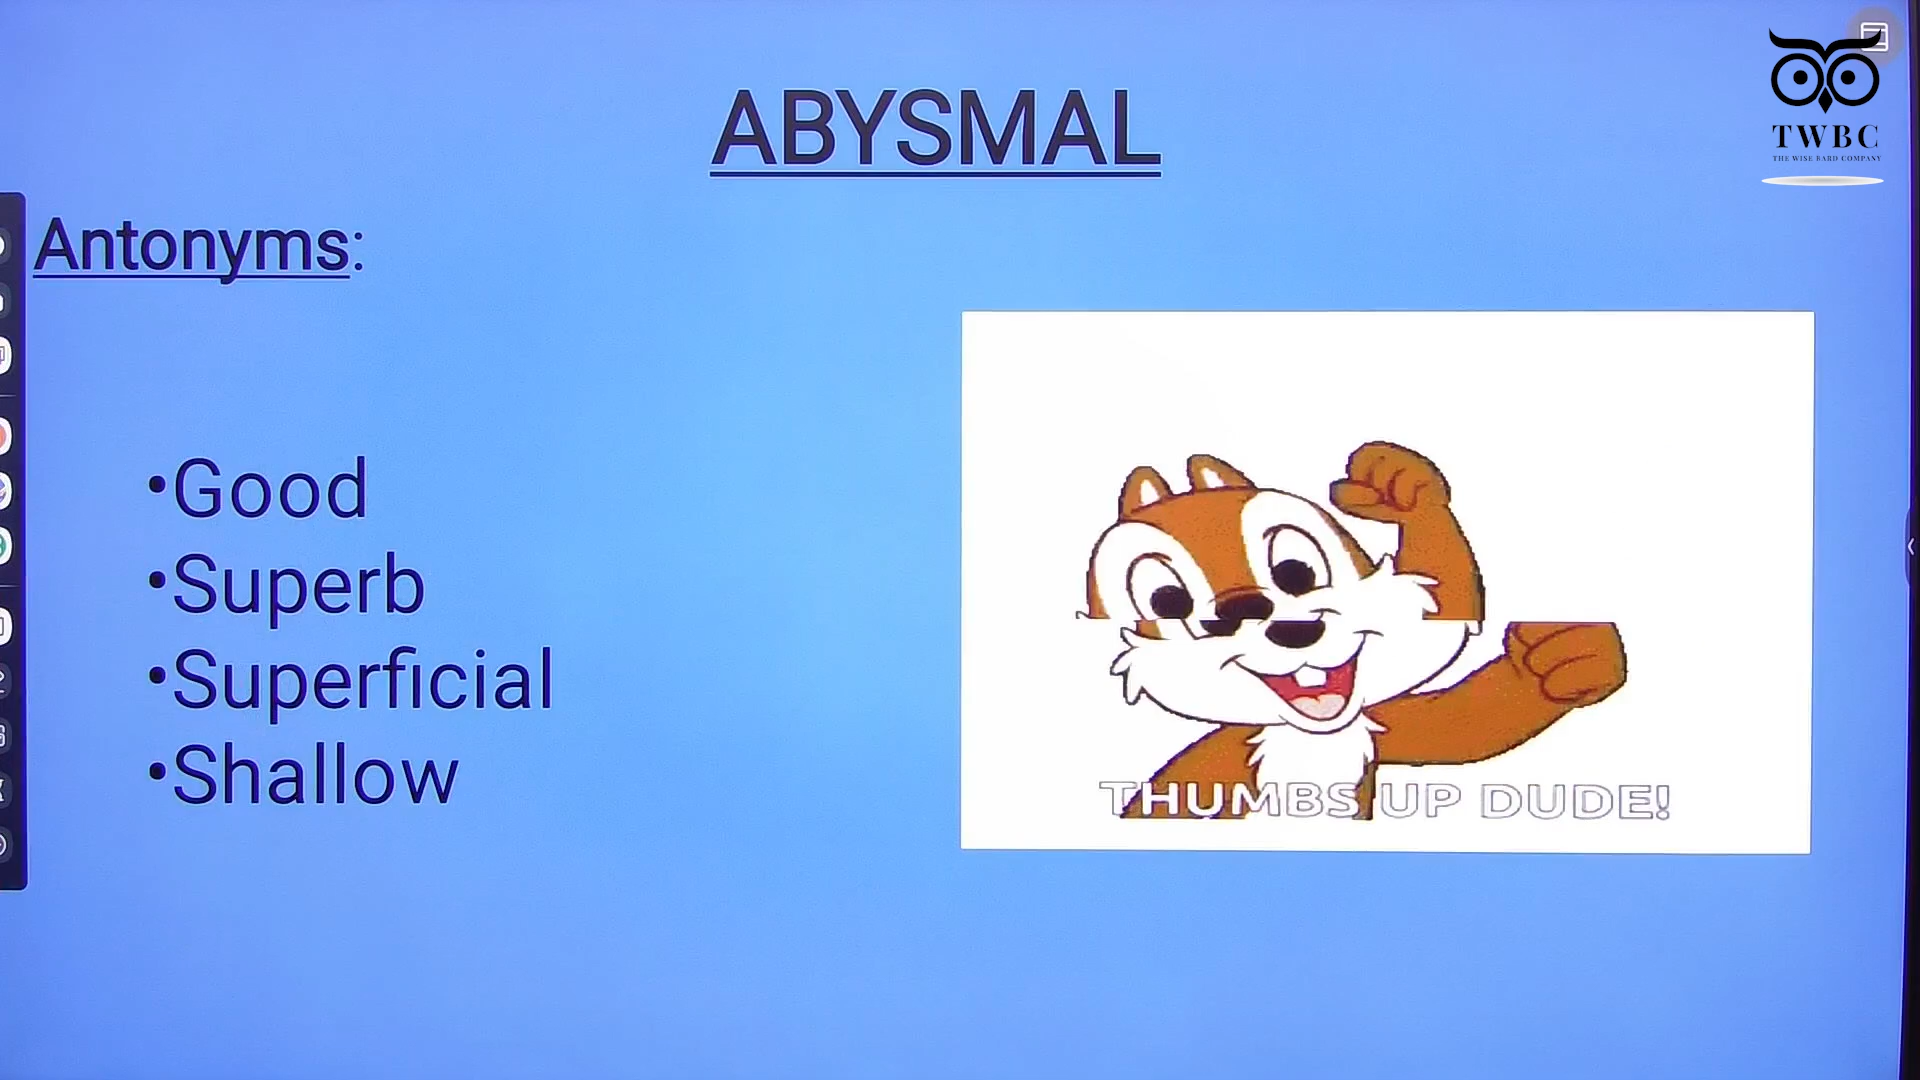 ABYSMAL
TWBC
THE WISE BARD COMPANY
Antonyms:
•Good
•Superb
•Superficial
•Shallow
THUMBS UP DUDE!